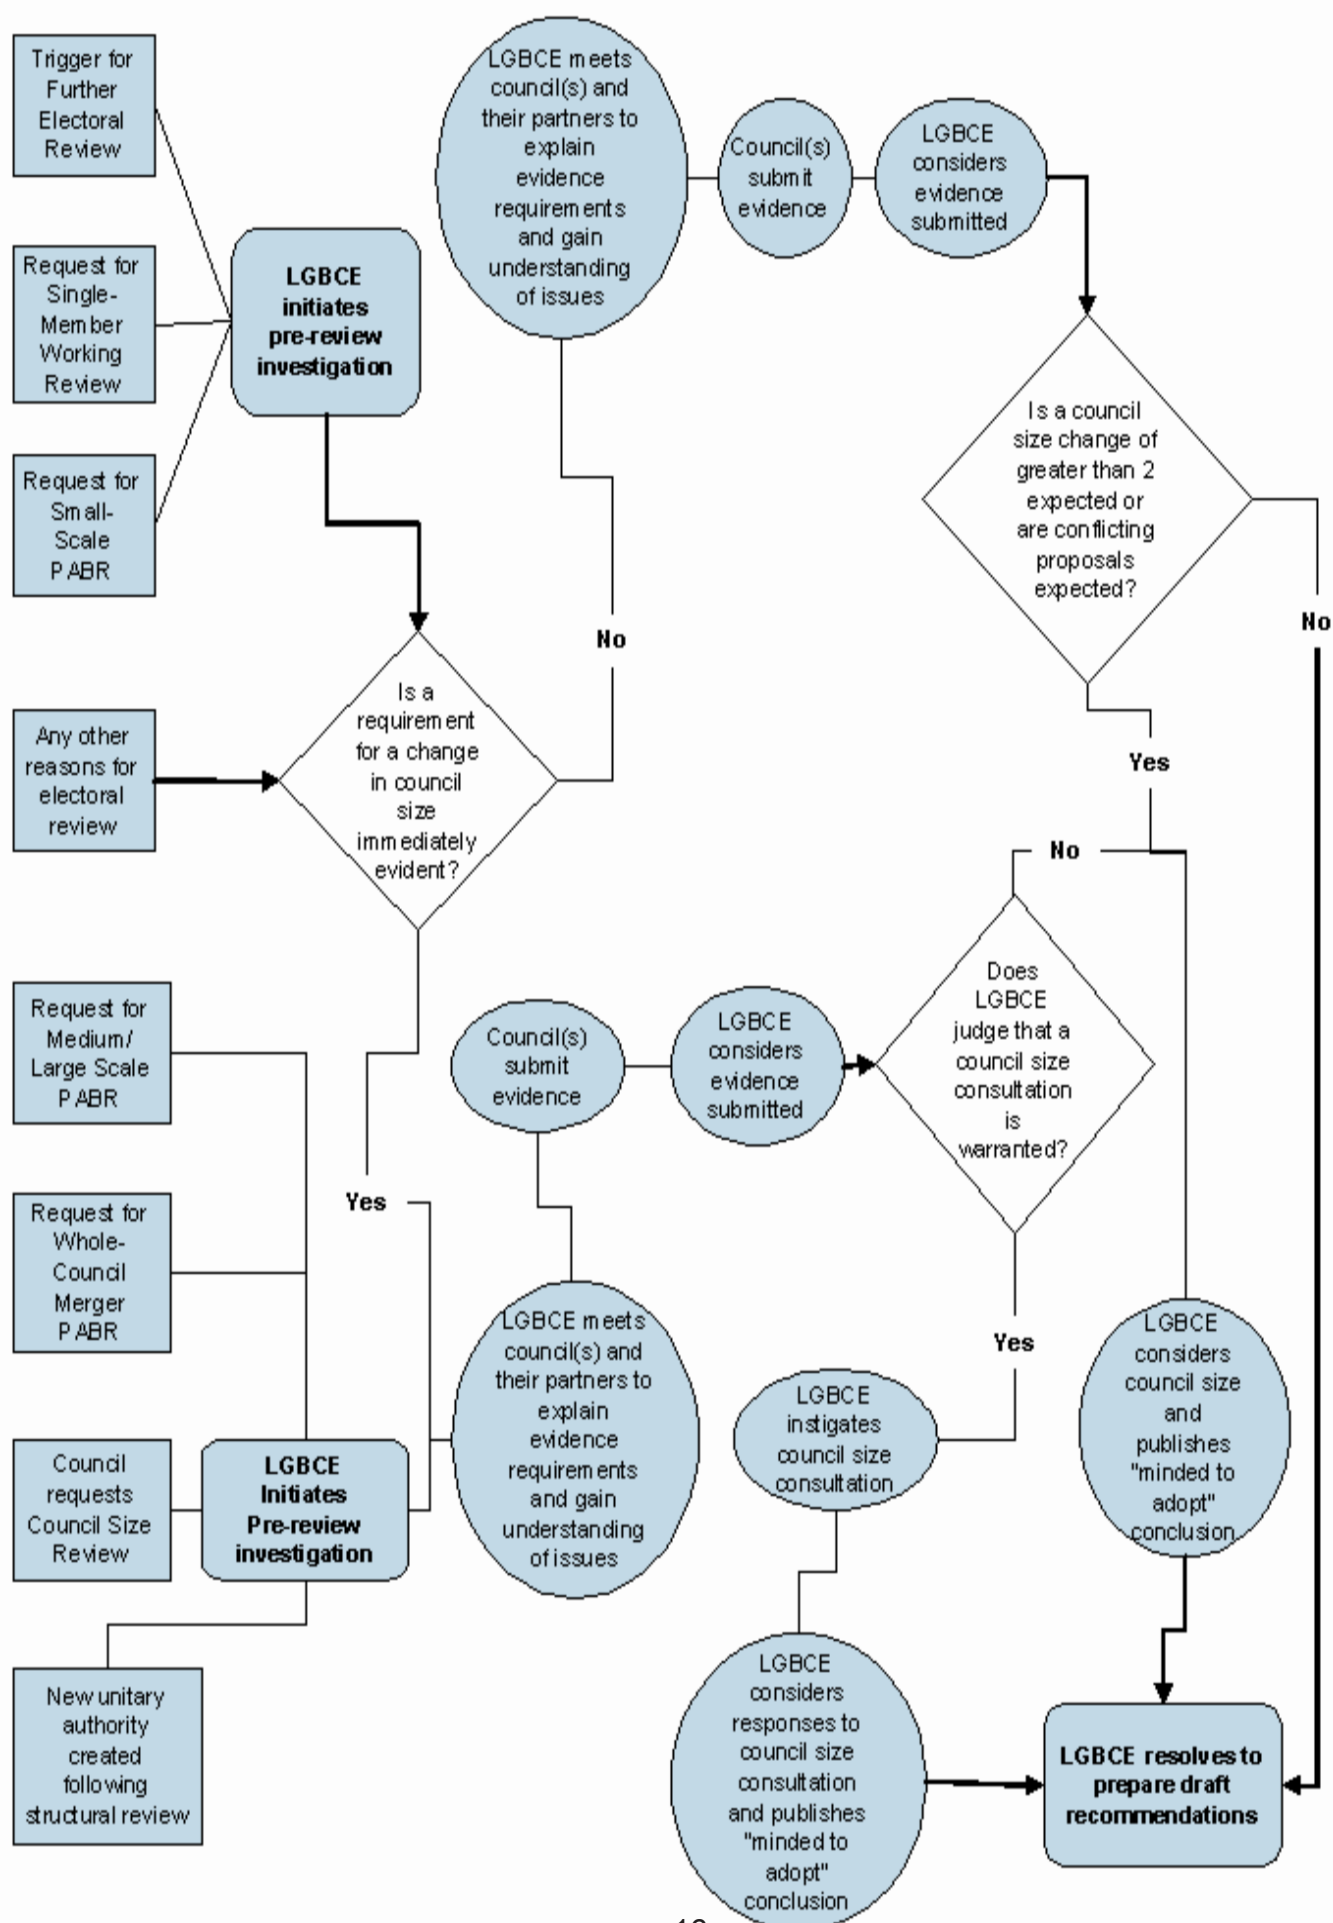 Trigger for
Further
Electoral
Review
Request for
Single-
Member
Working
Review
Request for
Small-
Scale
PABR
Any other
reasons for
electoral
review
Request for
Medium/
Large Scale
PABR
Request for
Whole-
Council
Merger
PABR
Council
requests
Council Size
Review
New unitary
authority
created
following
structural review
LGBCE
initiates
pre-review
investigation
Is a
requirement
for a change
in council
size
immediately
evident?
No
Yes
LGBCE
Initiates
Pre-review
investigation
LGBCE meets
council(s) and
their partners to
explain
evidence
requirements
and gain
understanding
of issues
Council(s)
submit
evidence
LGBCE
considers
evidence
submitted
Is a council
size change of
greater than 2
expected or
are conflicting
proposals
expected?
No
Yes
LGBCE meets
council(s) and
their partners to
explain
evidence
requirements
and gain
understanding
of issues
Council(s)
submit
evidence
LGBCE
considers
evidence
submitted
Does
LGBCE
judge that a
council size
consultation
is
warranted?
No
Yes
LGBCE
instigates
council size
consultation
LGBCE
considers
responses to
council size
consultation
and publishes
"minded to
adopt"
conclusion
LGBCE
considers
council size
and
publishes
"minded to
adopt"
conclusion
LGBCE resolves to
prepare draft
recommendations